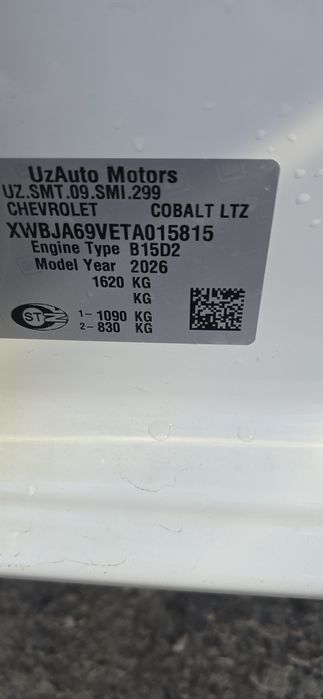 UzAuto Motors
UZ.SMT.09.SMI.299
CHEVROLET COBALT LTZ
XWBJA69VETA015815
Engine Type B15D2
Model Year 2026
1620 KG
KG
1- 1090 KG
2- 830 KG